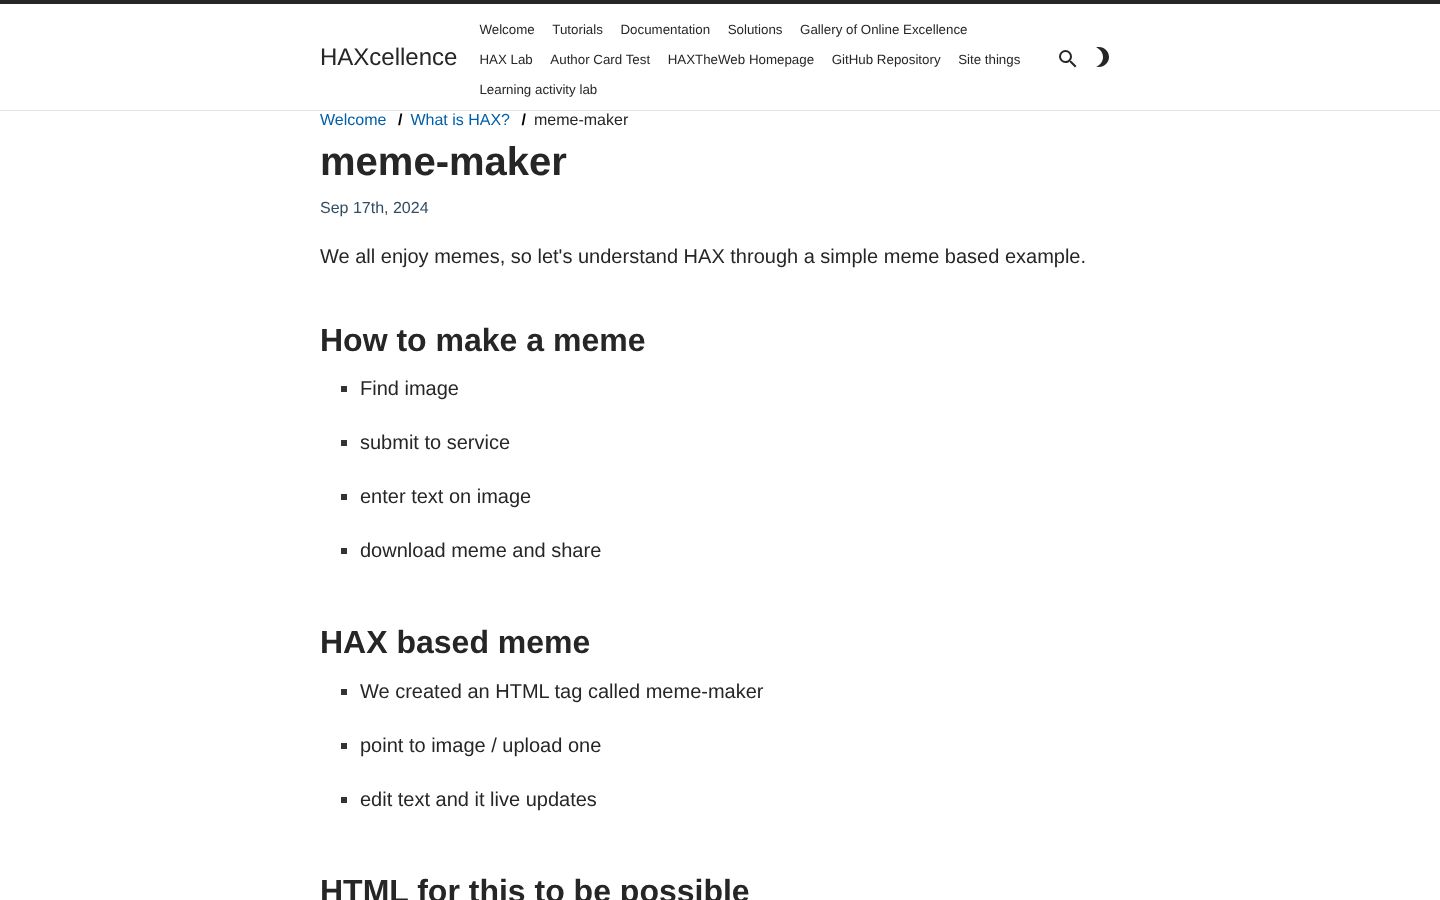 HAXcellence
Welcome Tutorials Documentation Solutions Gallery of Online Excellence
HAX Lab Author Card Test HAXTheWeb Homepage GitHub Repository Site things
Learning activity lab
Welcome / What is HAX? / meme-maker
meme-maker
Sep 17th, 2024
We all enjoy memes, so let's understand HAX through a simple meme based example.
How to make a meme
Find image
submit to service
enter text on image
download meme and share
HAX based meme
We created an HTML tag called meme-maker
point to image / upload one
edit text and it live updates
HTML for this to be possible